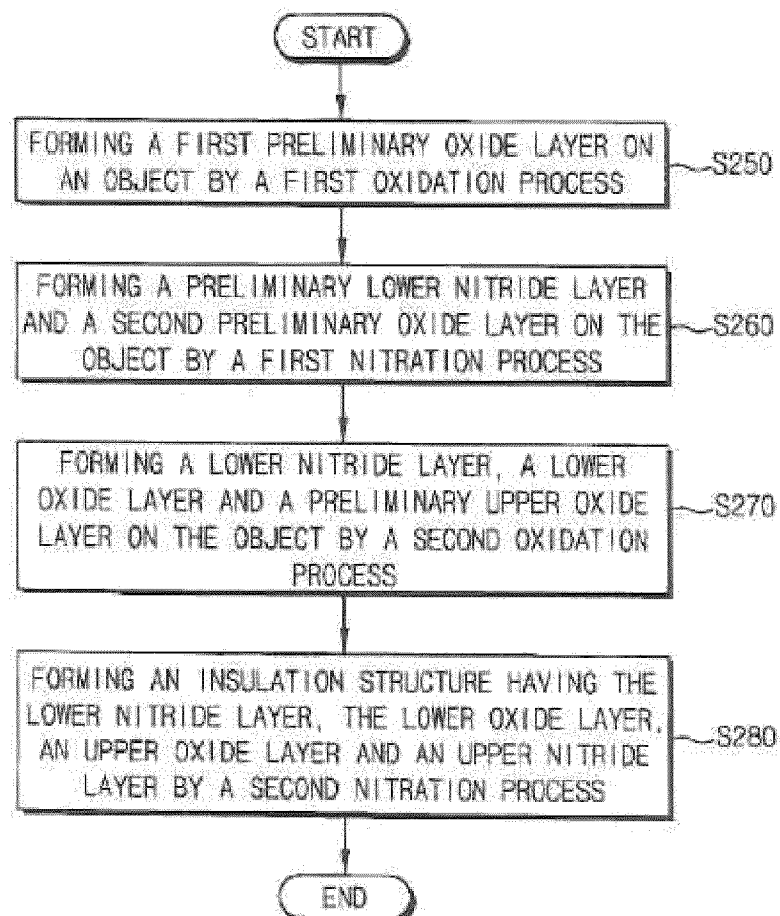 START
FORMING A FIRST PRELIMINARY OXIDE LAYER ON
AN OBJECT BY A FIRST OXIDATION PROCESS
S250
FORMING A PRELIMINARY LOWER NITRIDE LAYER
AND A SECOND PRELIMINARY OXIDE LAYER ON THE
OBJECT BY A FIRST NITRATION PROCESS
S260
FORMING A LOWER NITRIDE LAYER, A LOWER
OXIDE LAYER AND A PRELIMINARY UPPER OXIDE
LAYER ON THE OBJECT BY A SECOND OXIDATION
PROCESS
S270
FORMING AN INSULATION STRUCTURE HAVING THE
LOWER NITRIDE LAYER, THE LOWER OXIDE LAYER,
AN UPPER OXIDE LAYER AND AN UPPER NITRIDE
LAYER BY A SECOND NITRATION PROCESS
S280
END